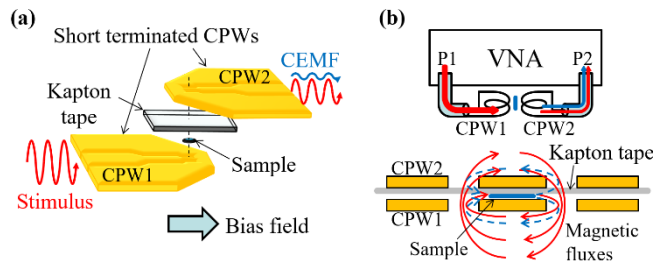 (a)
Short terminated CPWs
CEMF
CPW2
Kapton
tape
Sample
CPW1
Stimulus
Bias field
(b)
P1
VNA
P2
CPW1
CPW2
Kapton tape
CPW2
CPW1
Sample
Magnetic
fluxes